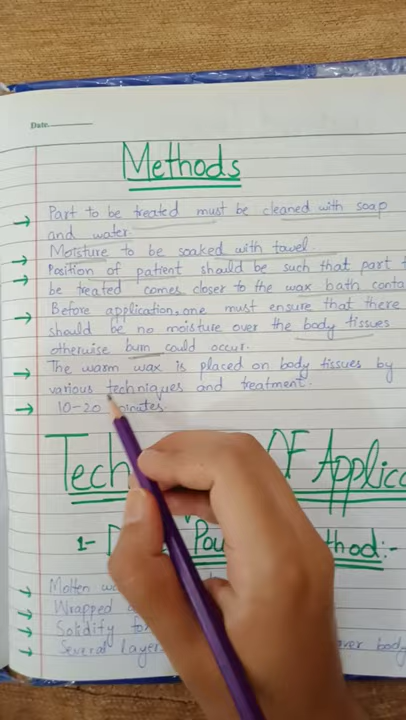 Date.
Methods
→ Part to be treated must be cleaned with soap
and water.
→ Moisture to be soaked with towel.
→ Position of patient should be such that part t
be treated comes closer to the wax bath conta
→ Before application, one must ensure that there
should be no moisture over the body tissues
otherwise burn could occur.
→ The warm wax is placed on body tissues by
various techniques and treatment.
→ 10-20 minutes.
Tech OF Applica
1- Pou thod:-
→ Molten
→ Wrapped
→ Solidify
→ Several layer over body